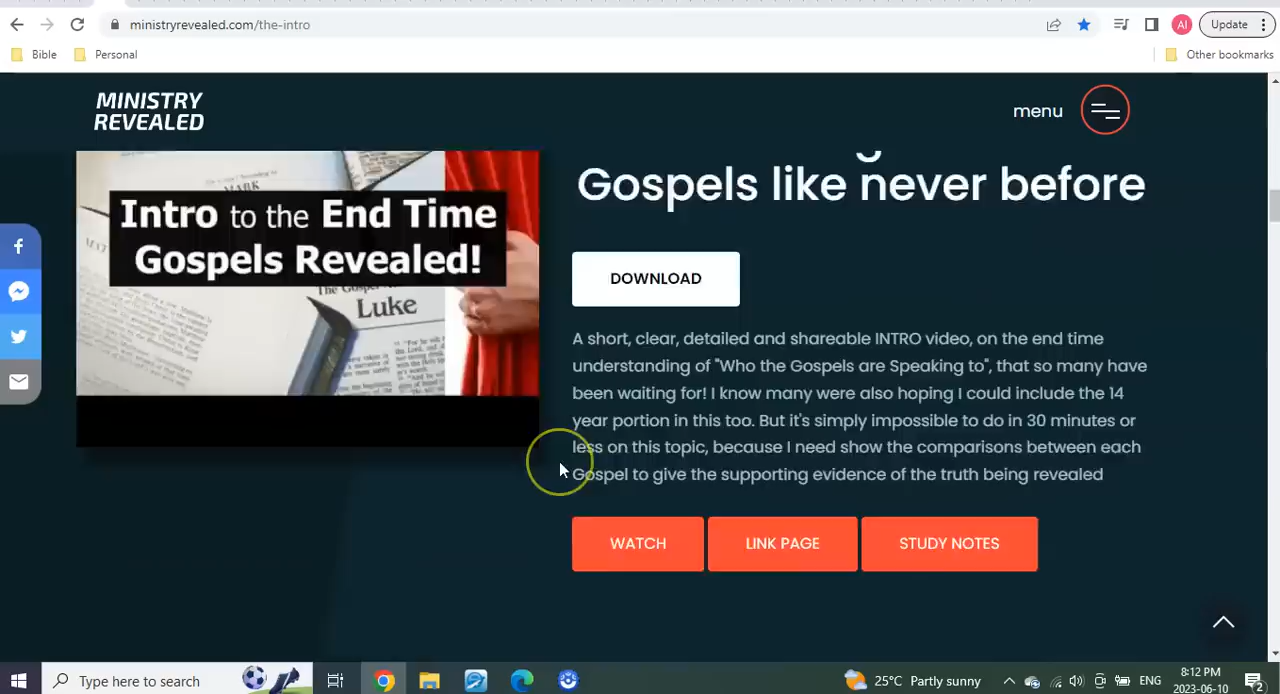 ministryrevealed.com/the-intro
AI
Update
Bible
Personal
Other bookmarks
MINISTRY
REVEALED
menu
Gospels like never before
MARK
Intro to the End Time
Gospels Revealed!
Luke
DOWNLOAD
A short, clear, detailed and shareable INTRO video, on the end time
understanding of "Who the Gospels are Speaking to", that so many have
been waiting for! I know many were also hoping I could include the 14
year portion in this too. But it's simply impossible to do in 30 minutes or
less on this topic, because I need show the comparisons between each
Gospel to give the supporting evidence of the truth being revealed
WATCH
LINK PAGE
STUDY NOTES
Type here to search
25°C Partly sunny
ENG
8:12 PM
2023-06-10
2